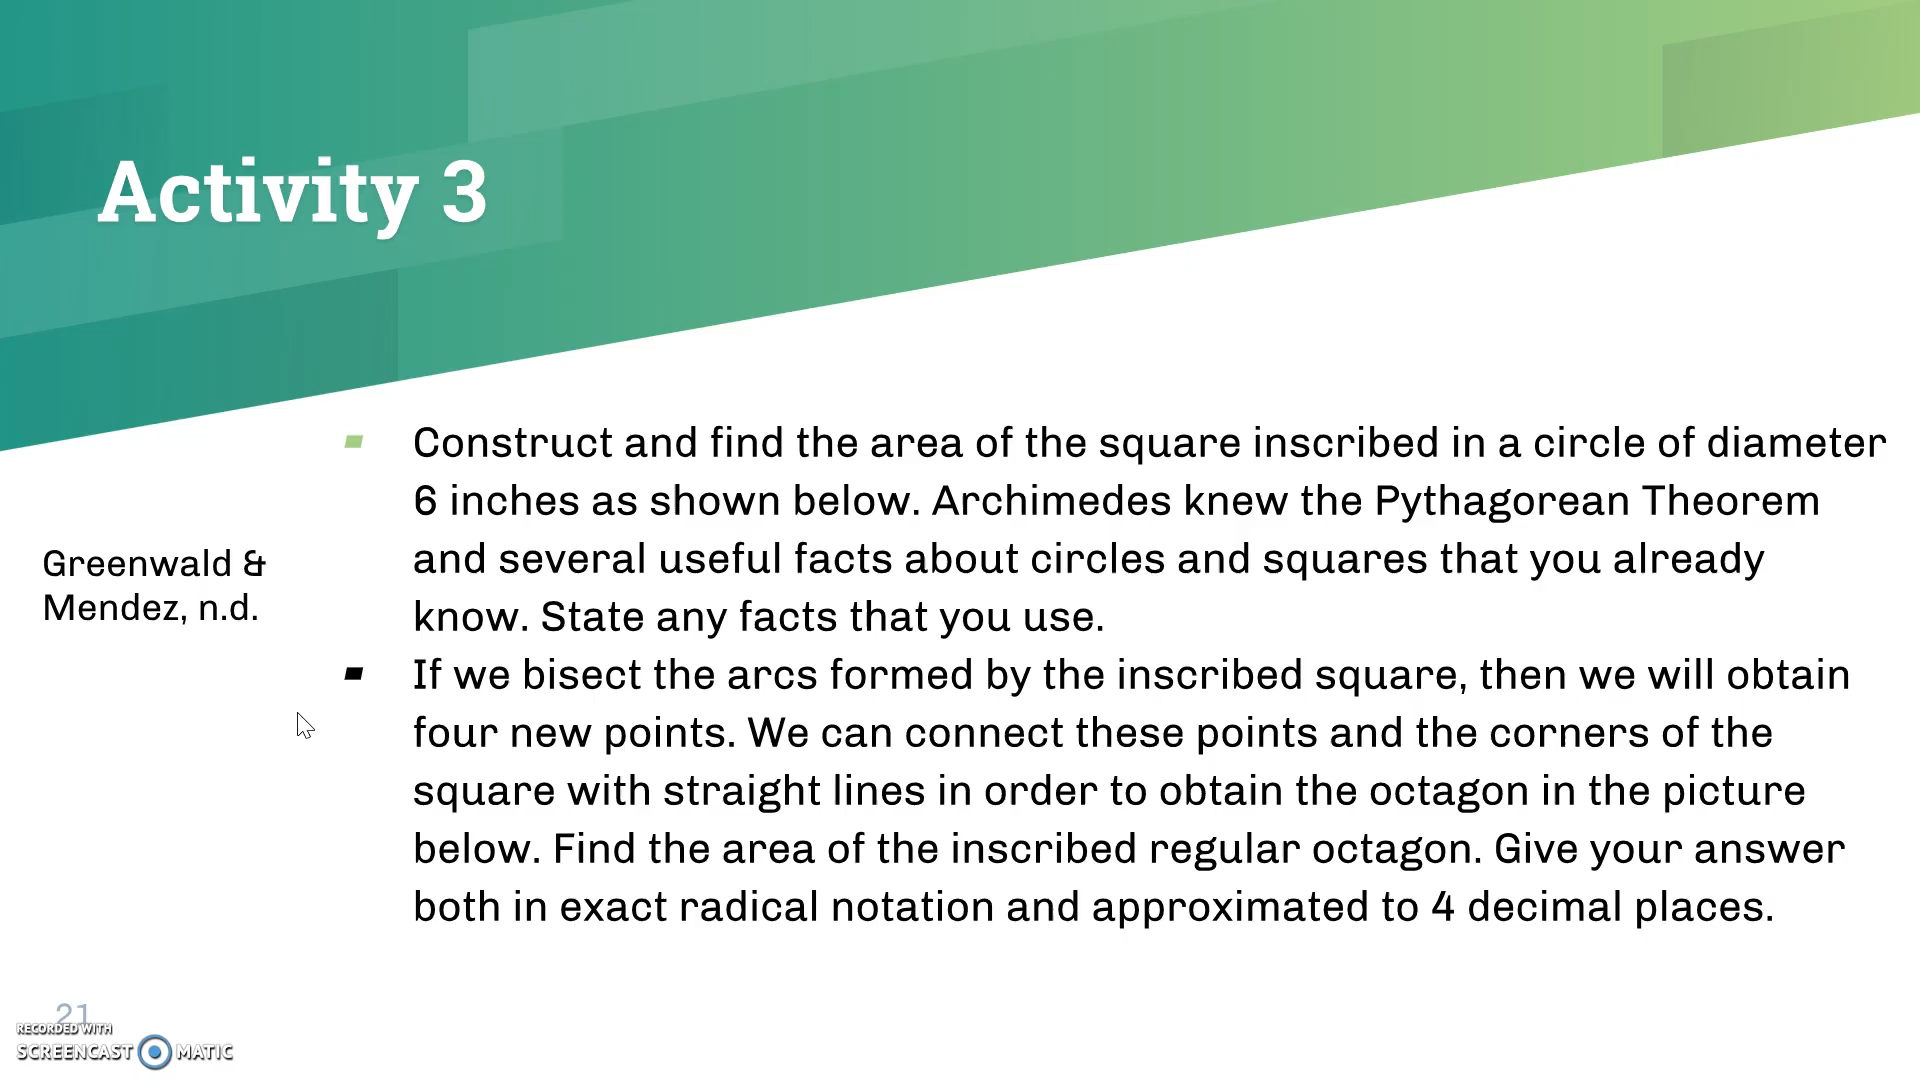 Activity 3
Greenwald &
Mendez, n.d.
Construct and find the area of the square inscribed in a circle of diameter
6 inches as shown below. Archimedes knew the Pythagorean Theorem
and several useful facts about circles and squares that you already
know. State any facts that you use.
If we bisect the arcs formed by the inscribed square, then we will obtain
four new points. We can connect these points and the corners of the
square with straight lines in order to obtain the octagon in the picture
below. Find the area of the inscribed regular octagon. Give your answer
both in exact radical notation and approximated to 4 decimal places.
21
RECORDED WITH
SCREENCAST MATIC